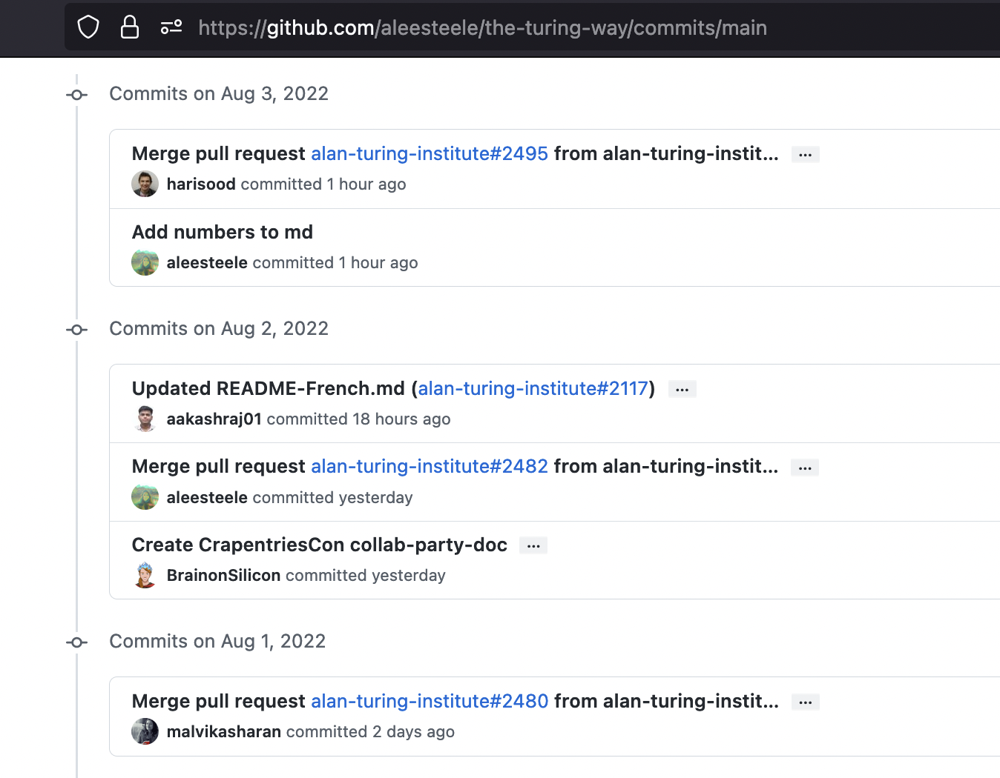 https://github.com/aleesteele/the-turing-way/commits/main
Commits on Aug 3, 2022
Merge pull request alan-turing-institute#2495 from alan-turing-instit... ...
harisood committed 1 hour ago
Add numbers to md
aleesteele committed 1 hour ago
Commits on Aug 2, 2022
Updated README-French.md (alan-turing-institute#2117) ...
aakashraj01 committed 18 hours ago
Merge pull request alan-turing-institute#2482 from alan-turing-instit... ...
aleesteele committed yesterday
Create CrapentriesCon collab-party-doc ...
BrainonSilicon committed yesterday
Commits on Aug 1, 2022
Merge pull request alan-turing-institute#2480 from alan-turing-instit... ...
malvikasharan committed 2 days ago